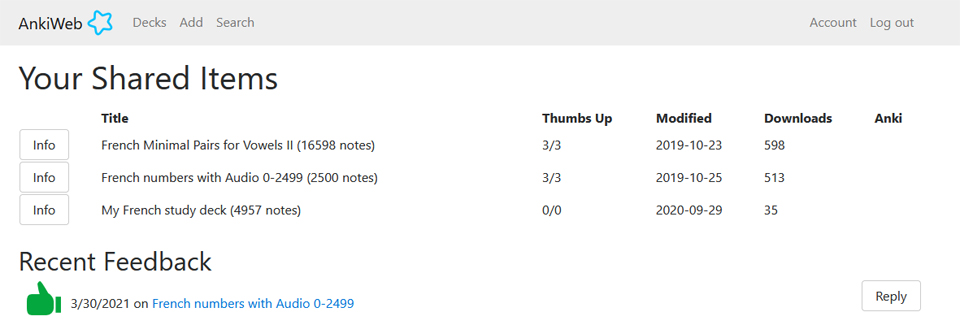 AnkiWeb Decks Add Search Account Log out
Your Shared Items
Title Thumbs Up Modified Downloads Anki
Info French Minimal Pairs for Vowels II (16598 notes) 3/3 2019-10-23 598
Info French numbers with Audio 0-2499 (2500 notes) 3/3 2019-10-25 513
Info My French study deck (4957 notes) 0/0 2020-09-29 35
Recent Feedback
3/30/2021 on French numbers with Audio 0-2499 Reply